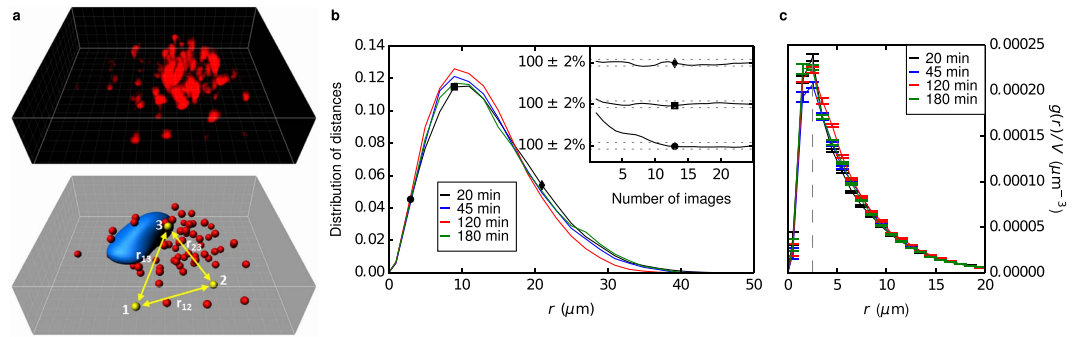 a
3
r13
r23
2
1
r12
b
Distribution of distances
0.14
0.12
0.10
0.08
0.06
0.04
0.02
0.00
0 10 20 30 40 50
r (μm)
20 min
45 min
120 min
180 min
100 ± 2%
100 ± 2%
100 ± 2%
5 10 15 20
Number of images
c
20 min
45 min
120 min
180 min
0.00025
0.00020
0.00015
0.00010
0.00005
0.00000
g(r)/V (μm⁻³)
0 5 10 15 20
r (μm)